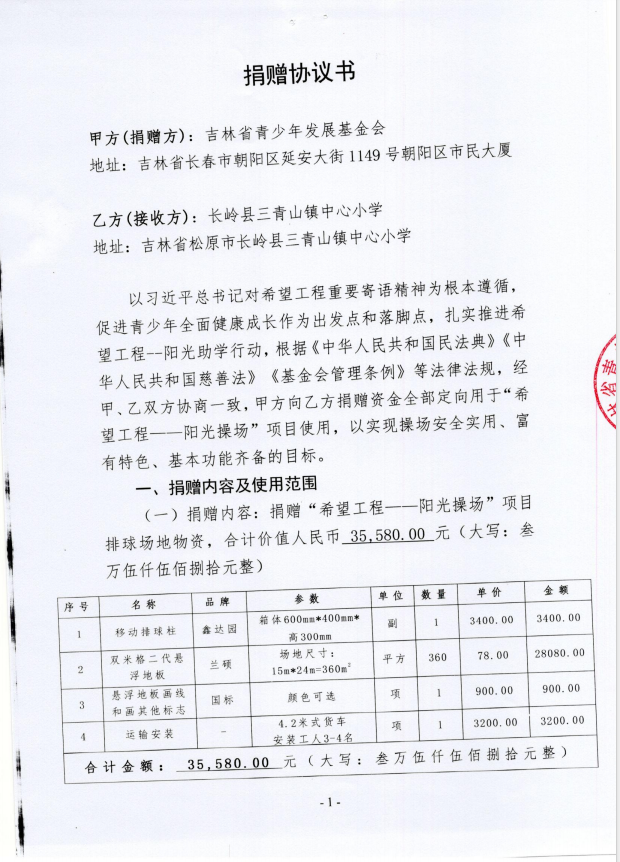 捐赠协议书
甲方(捐赠方)：吉林省青少年发展基金会
地址：吉林省长春市朝阳区延安大街1149号朝阳区市民大厦
乙方(接收方)：长岭县三青山镇中心小学
地址：吉林省松原市长岭县三青山镇中心小学
以习近平总书记对希望工程重要寄语精神为根本遵循，
促进青少年全面健康成长作为出发点和落脚点，扎实推进希
望工程--阳光助学行动，根据《中华人民共和国民法典》《中
华人民共和国慈善法》《基金会管理条例》等法律法规，经
甲、乙双方协商一致，甲方向乙方捐赠资金全部定向用于“希
望工程——阳光操场”项目使用，以实现操场安全实用、富
有特色、基本功能齐备的目标。
一、捐赠内容及使用范围
（一）捐赠内容：捐赠“希望工程——阳光操场”项目
排球场地物资，合计价值人民币 35,580.00 元（大写：叁
万伍仟伍佰捌拾元整）
序号 名称 品牌 参数 单位 数量 单价 金额
1 移动排球柱 鑫达园 箱体600mm*400mm* 副 1 3400.00 3400.00
高300mm
2 双米格二代悬 兰硕 场地尺寸： 平方 360 78.00 28080.00
浮地板 15m*24m=360m²
3 悬浮地板画线 国标 颜色可选 项 1 900.00 900.00
和画其他标志
4 运输安装 - 4.2米式货车 项 1 3200.00 3200.00
安装工人3-4名
合计金额： 35,580.00 元（大写：叁万伍仟伍佰捌拾元整）
-1-
省青